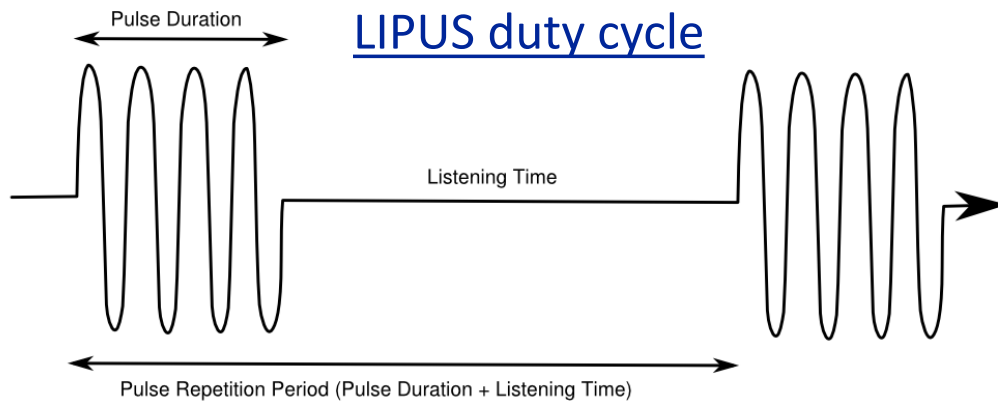 Pulse Duration
LIPUS duty cycle
Listening Time
Pulse Repetition Period (Pulse Duration + Listening Time)